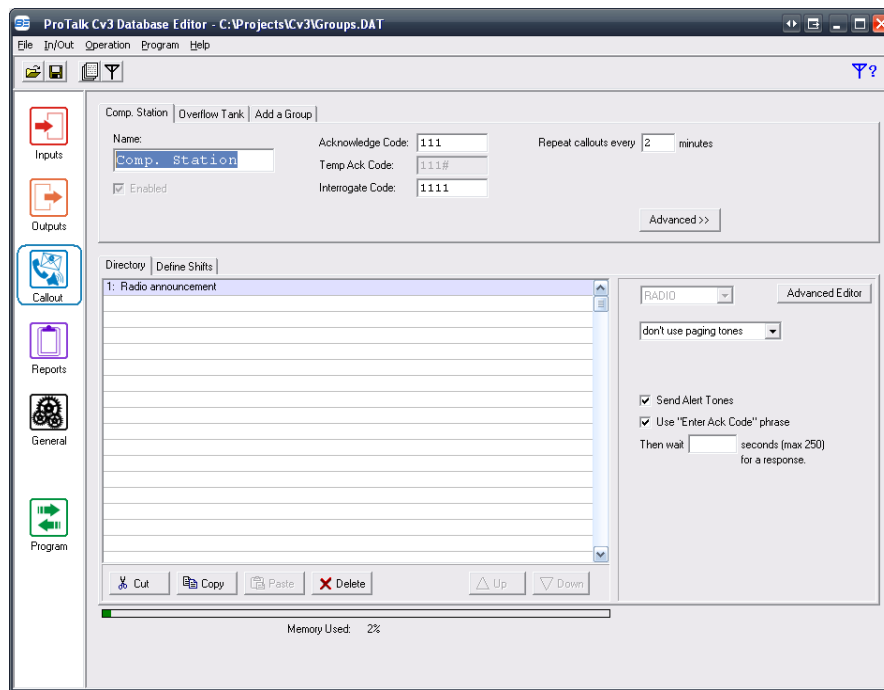 ProTalk Cv3 Database Editor - C:\Projects\Cv3\Groups.DAT
File In/Out Operation Program Help
?
Comp. Station Overflow Tank Add a Group
Name:
Comp. Station
Enabled
Acknowledge Code: 111
Temp Ack Code: 111#
Interrogate Code: 1111
Repeat callouts every 2 minutes
Advanced >>
Inputs
Outputs
Callout
Reports
General
Program
Directory Define Shifts
1: Radio announcement
RADIO
Advanced Editor
don't use paging tones
Send Alert Tones
Use "Enter Ack Code" phrase
Then wait seconds (max 250)
for a response.
Cut Copy Paste Delete Up Down
Memory Used: 2%